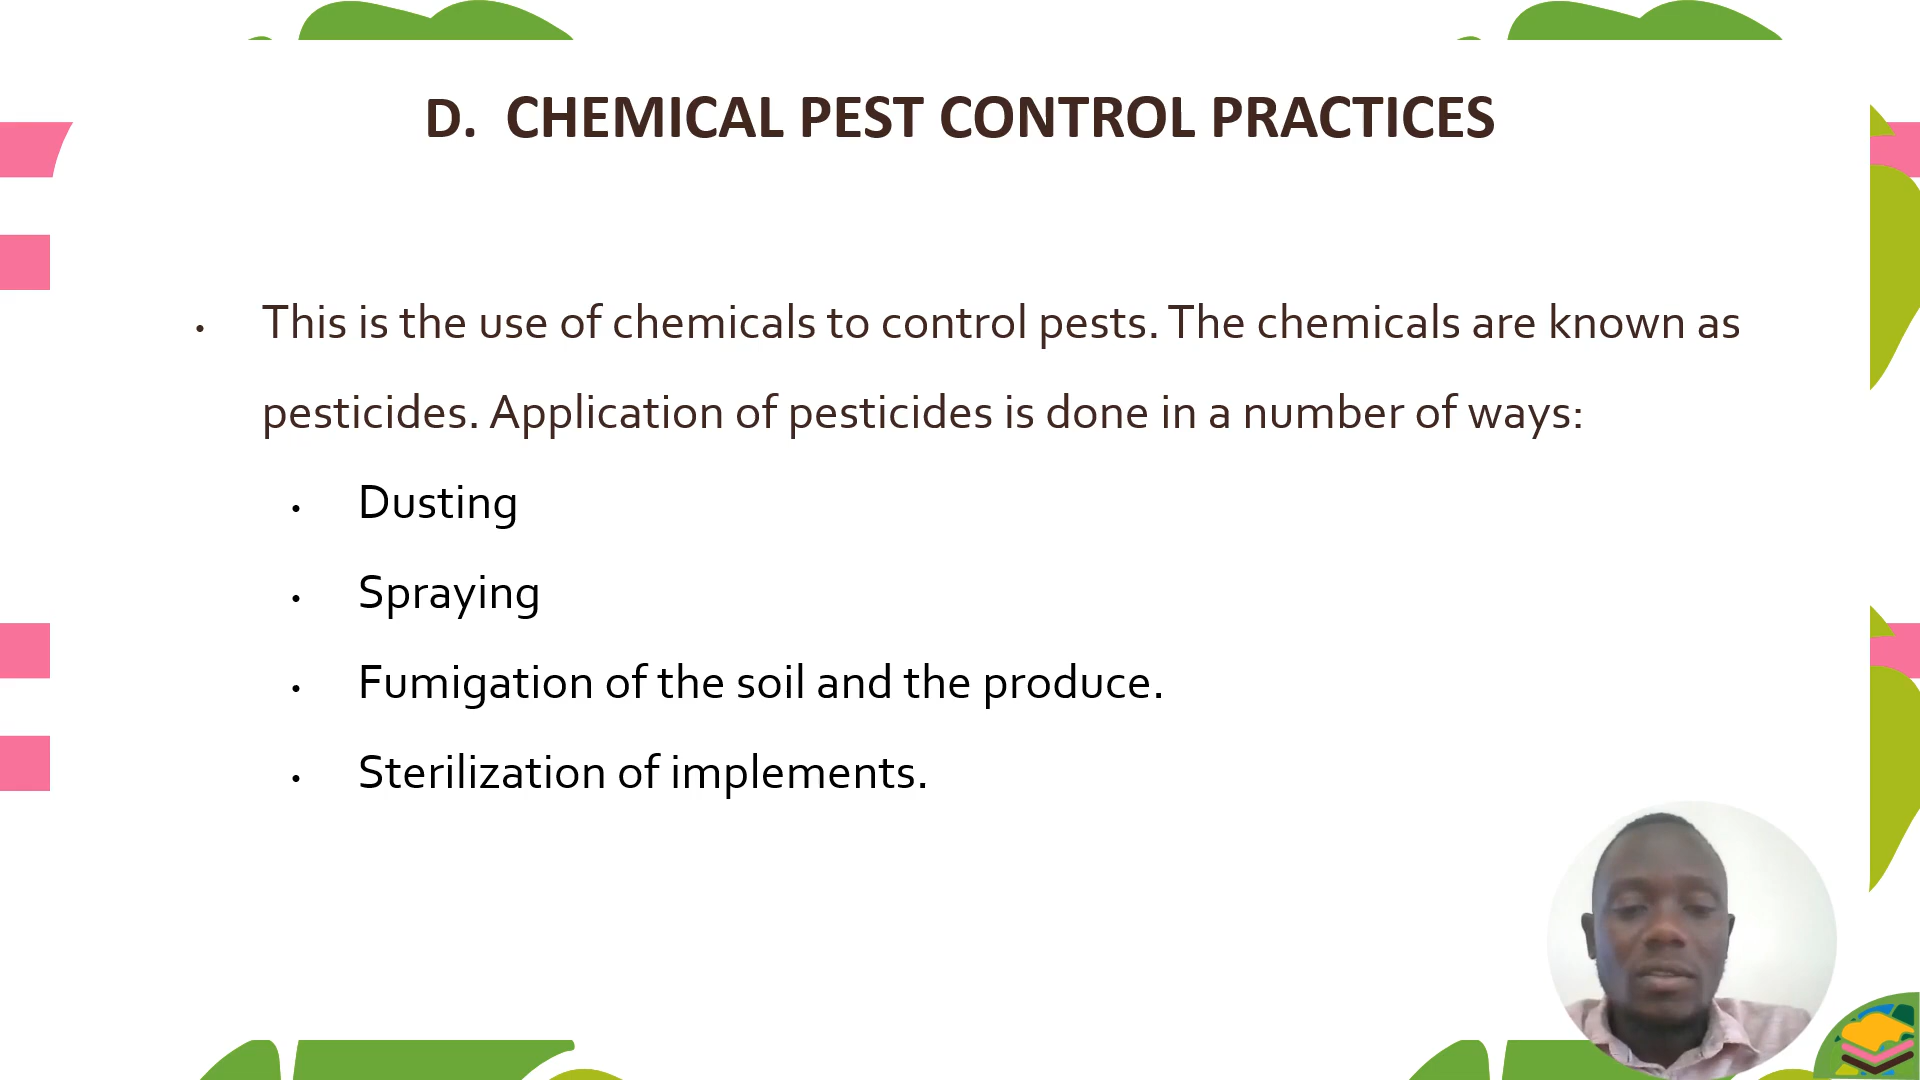 D. CHEMICAL PEST CONTROL PRACTICES
• This is the use of chemicals to control pests. The chemicals are known as
pesticides. Application of pesticides is done in a number of ways:
• Dusting
• Spraying
• Fumigation of the soil and the produce.
• Sterilization of implements.